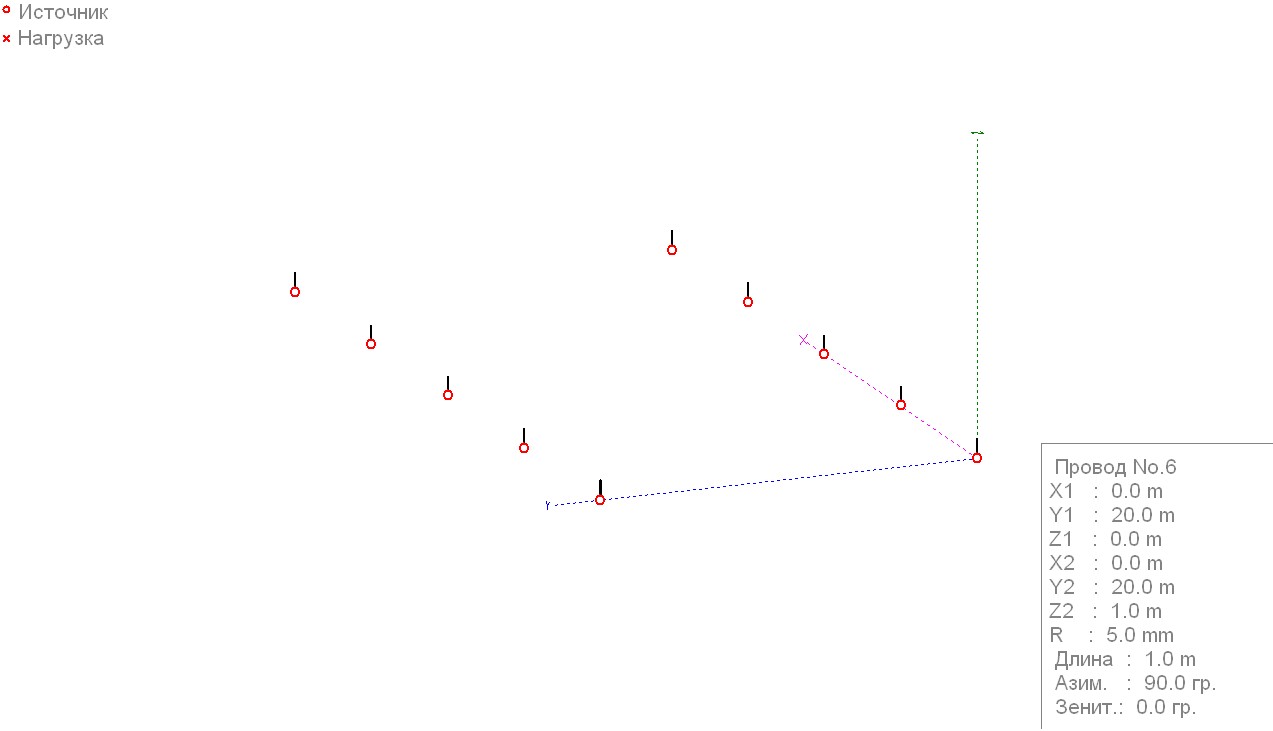 Источник
Нагрузка
X
Y
Провод No.6
X1 : 0.0 m
Y1 : 20.0 m
Z1 : 0.0 m
X2 : 0.0 m
Y2 : 20.0 m
Z2 : 1.0 m
R : 5.0 mm
Длина : 1.0 m
Азим. : 90.0 гр.
Зенит.: 0.0 гр.